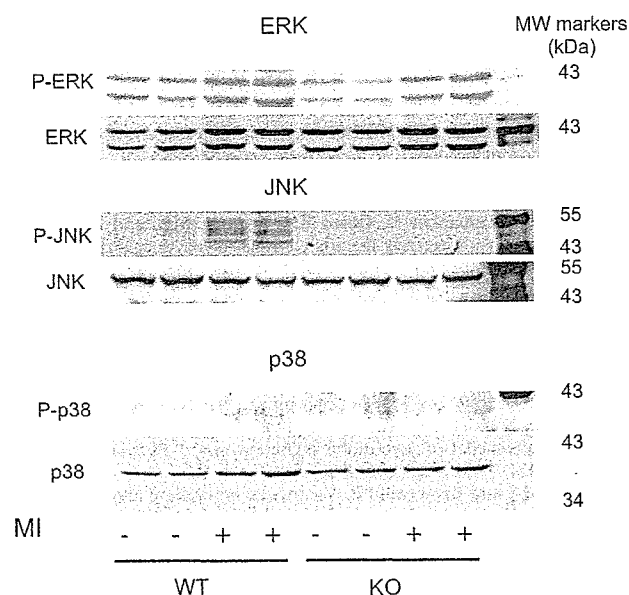 ERK
MW markers
(kDa)
P-ERK
43
ERK
43
JNK
P-JNK
55
43
JNK
55
43
p38
P-p38
43
p38
43
34
MI - - + + - - + +
WT KO